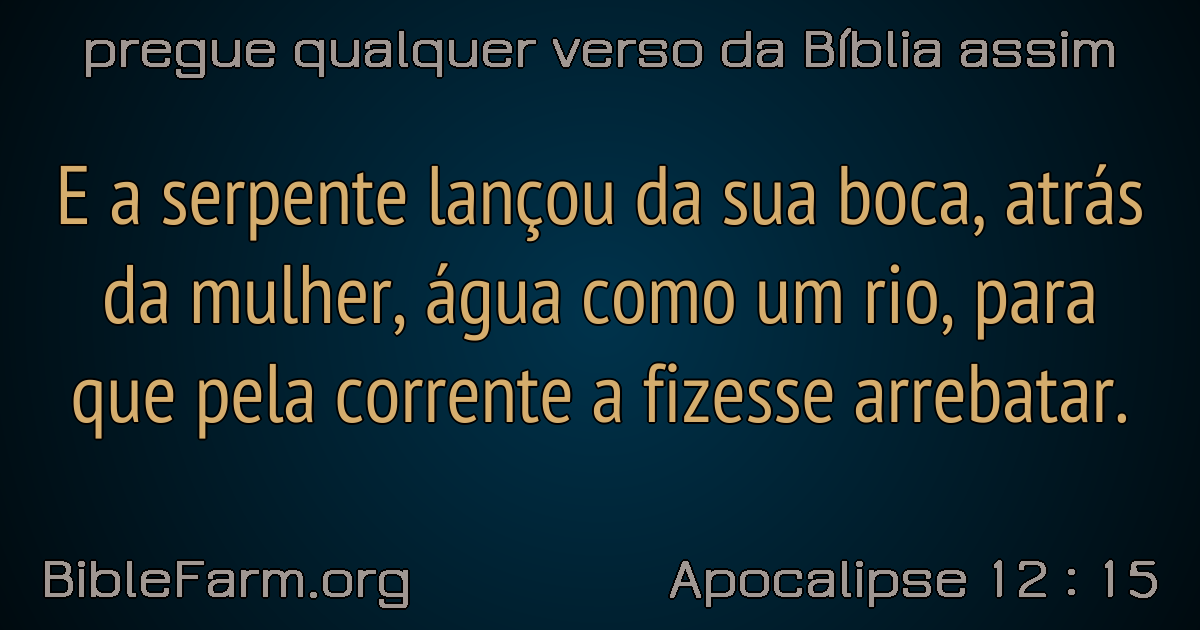 pregue qualquer verso da Bíblia assim
E a serpente lançou da sua boca, atrás
da mulher, água como um rio, para
que pela corrente a fizesse arrebatar.
BibleFarm.org
Apocalipse 12 : 15